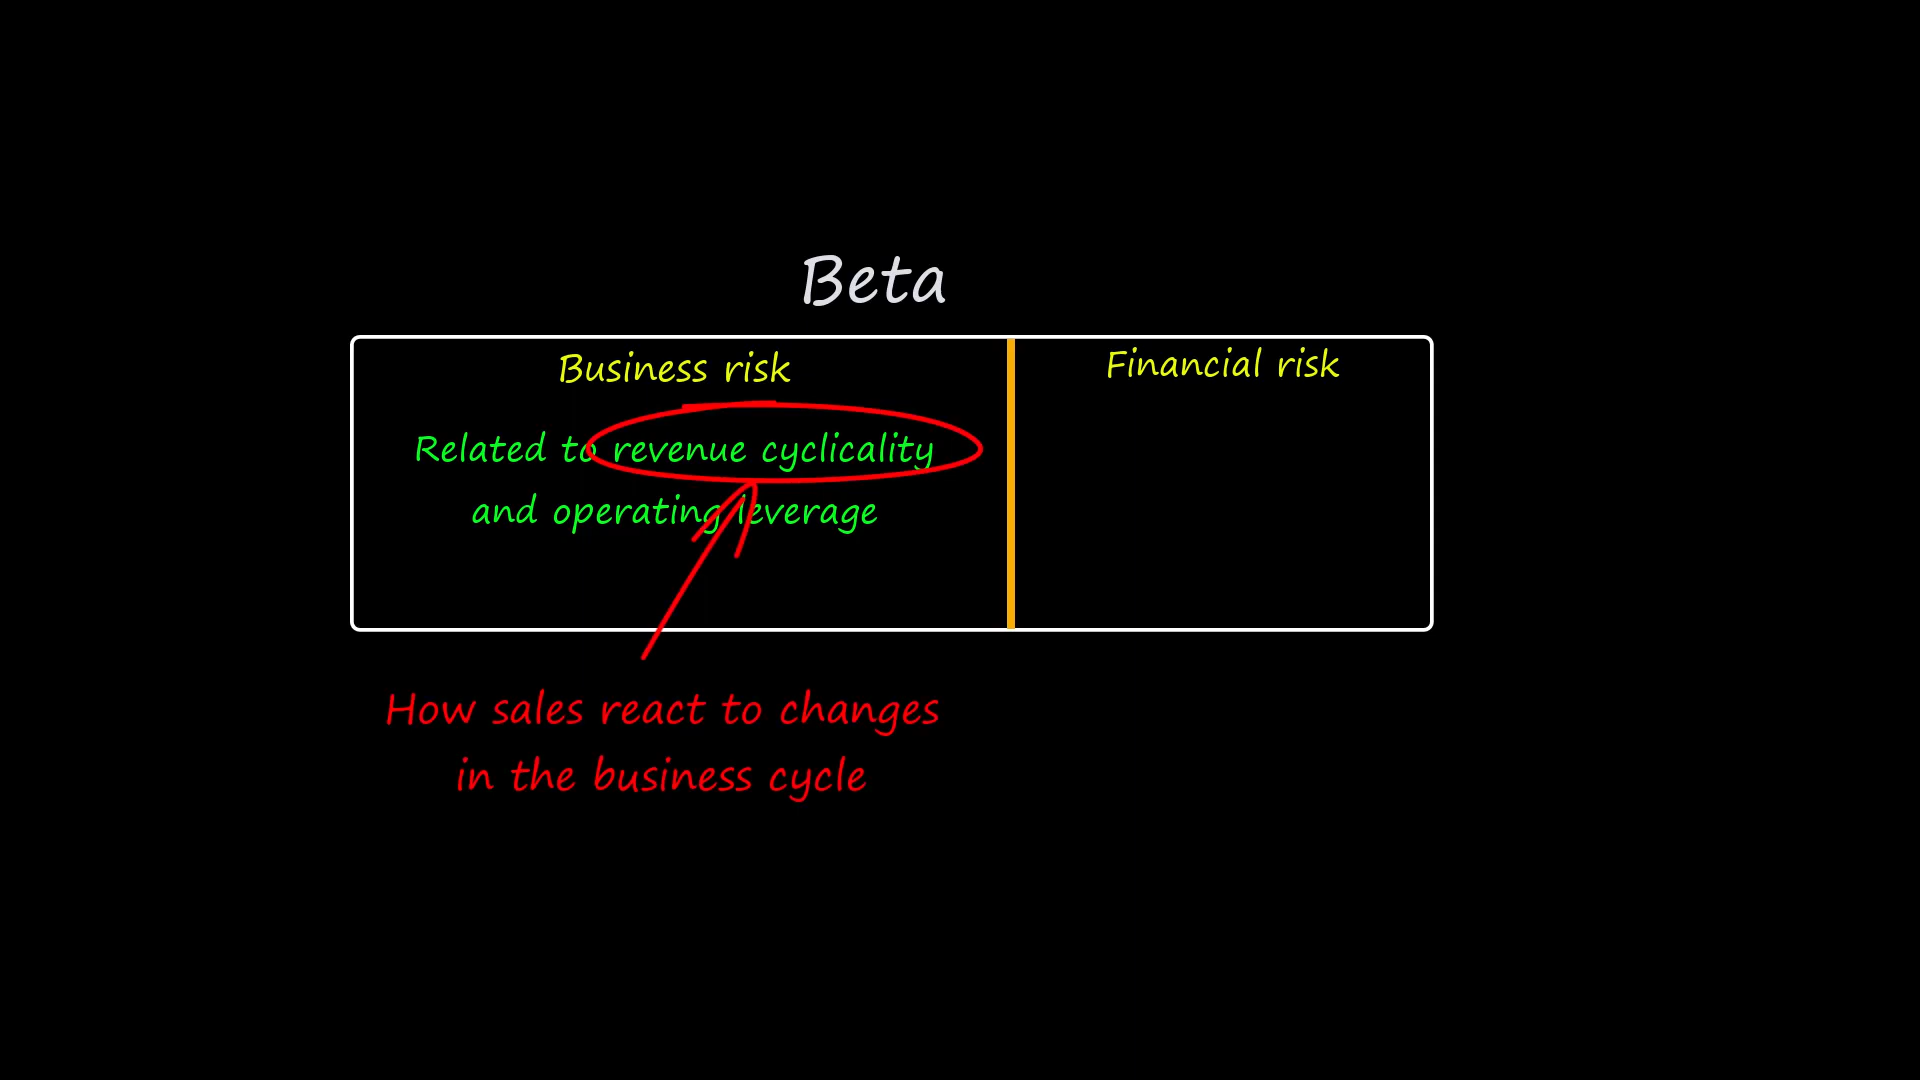 Beta
Business risk
Financial risk
Related to revenue cyclicality
and operating leverage
How sales react to changes
in the business cycle